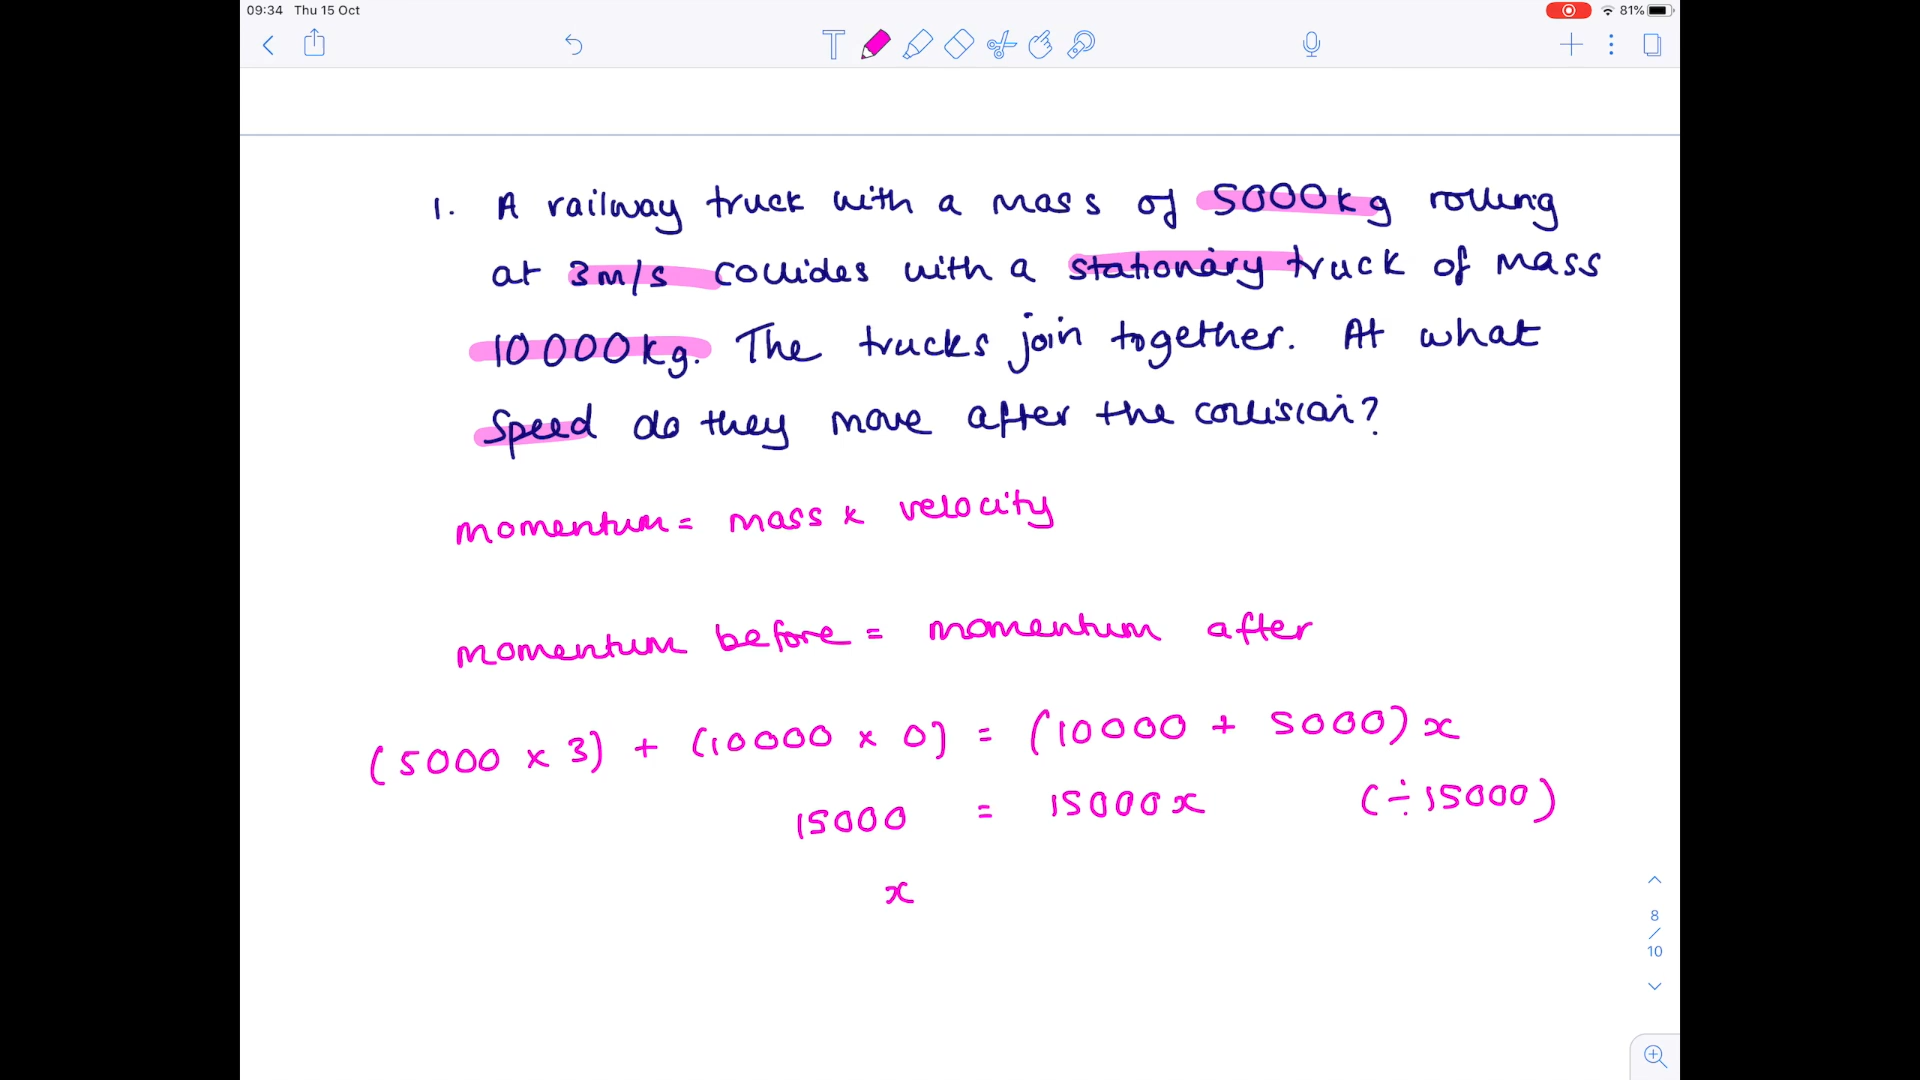 09:34 Thu 15 Oct
81%
T
1. A railway truck with a mass of 5000kg rolling
at 3m/s collides with a stationary truck of mass
10000kg. The trucks join together. At what
speed do they move after the collision?
momentum = mass x velocity
momentum before = momentum after
(5000 x 3) + (10000 x 0) = (10000 + 5000)x
15000 = 15000x (÷15000)
x
8
/
10